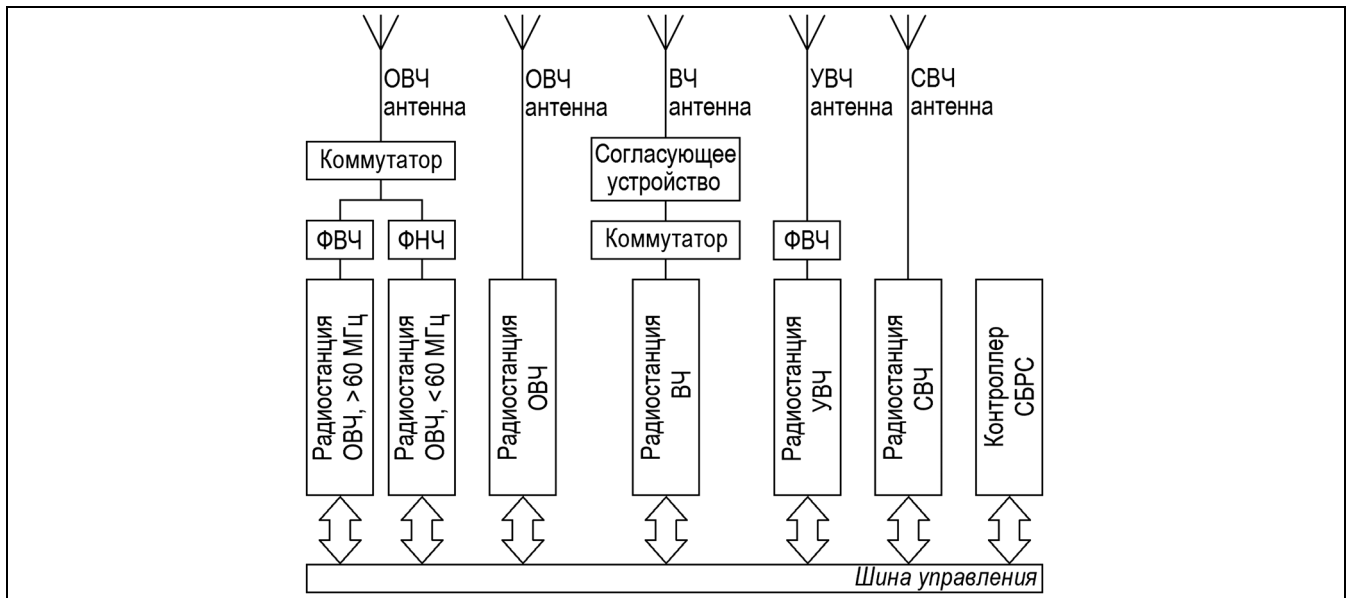 ОВЧ
антенна
ОВЧ
антенна
ВЧ
антенна
УВЧ
антенна
СВЧ
антенна
Коммутатор
Согласующее
устройство
ФВЧ
ФНЧ
Коммутатор
ФВЧ
Радиостанция
ОВЧ, > 60 МГц
Радиостанция
ОВЧ, < 60 МГц
Радиостанция
ОВЧ
Радиостанция
ВЧ
Радиостанция
УВЧ
Радиостанция
СВЧ
Контроллер
СБРС
Шина управления